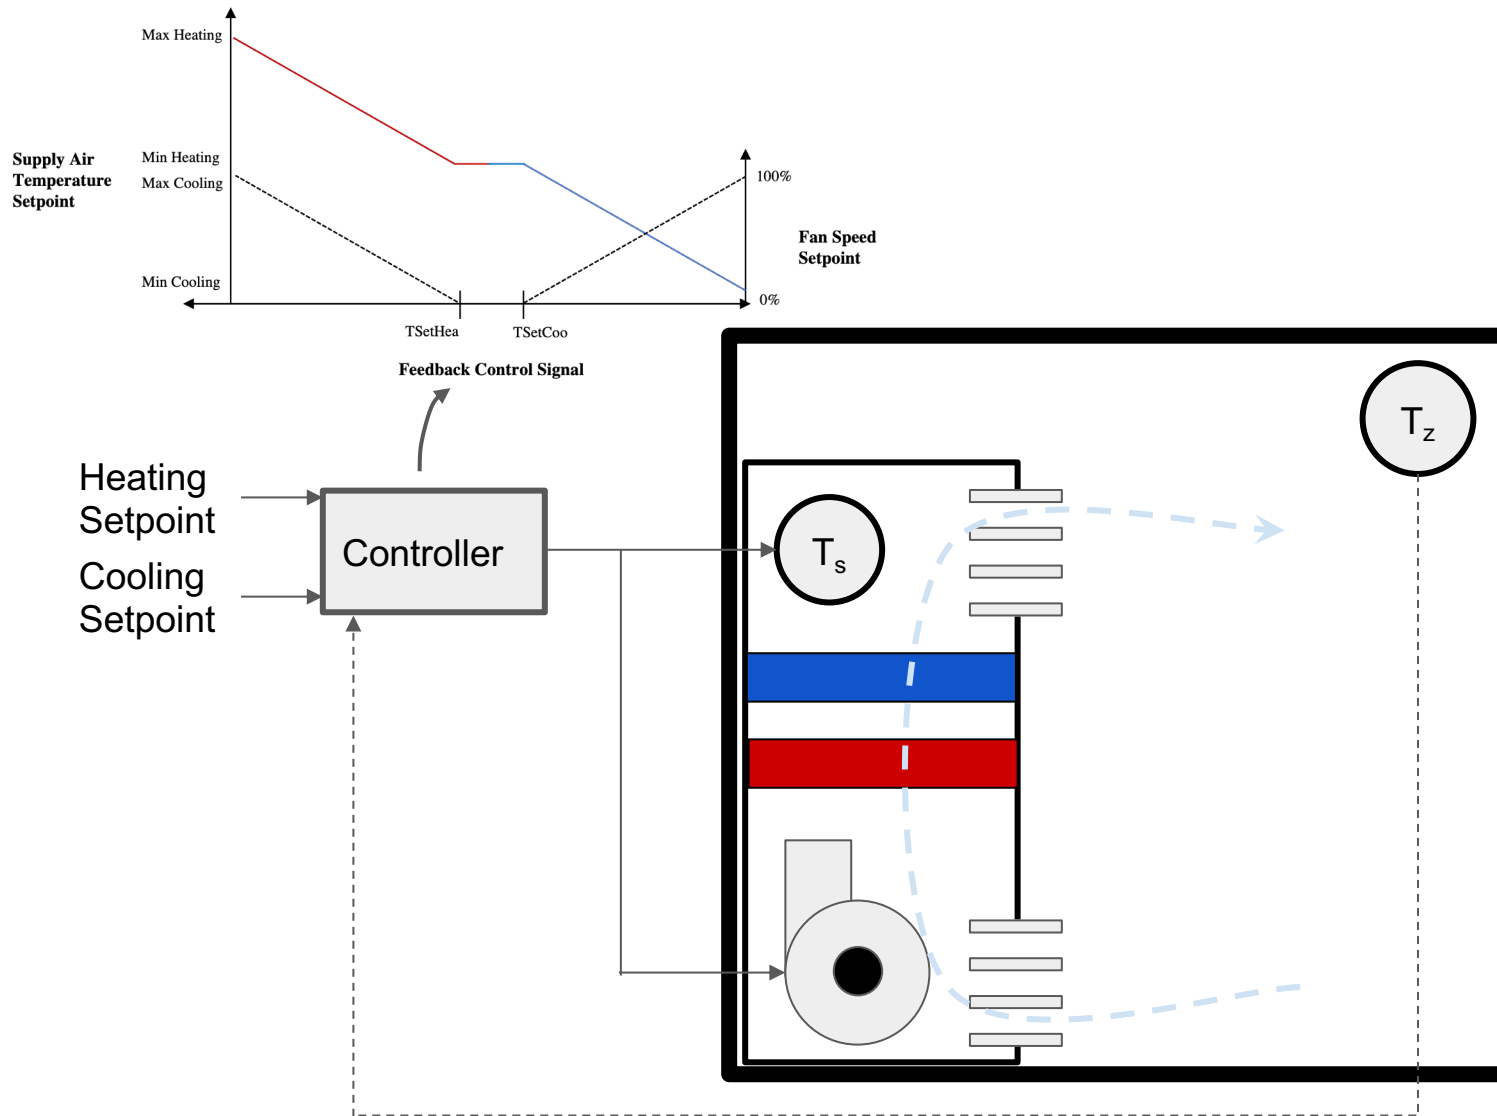 Max Heating
Supply Air
Temperature
Setpoint
Min Heating
Max Cooling
Min Cooling
100%
Fan Speed
Setpoint
0%
TSetHea
TSetCoo
Feedback Control Signal
Heating
Setpoint
Cooling
Setpoint
Controller
Ts
Tz